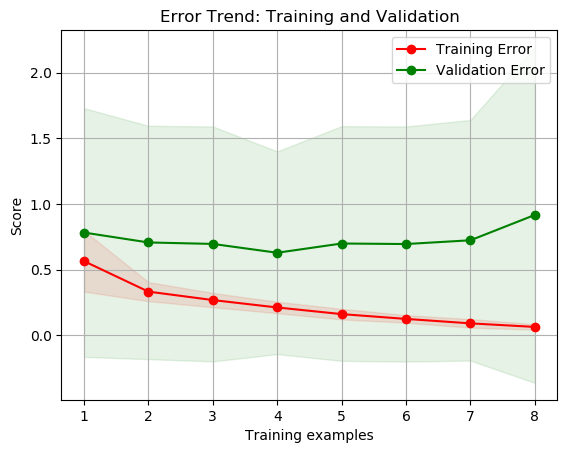 Error Trend: Training and Validation
Training Error
Validation Error
Score
2.0
1.5
1.0
0.5
0.0
1 2 3 4 5 6 7 8
Training examples